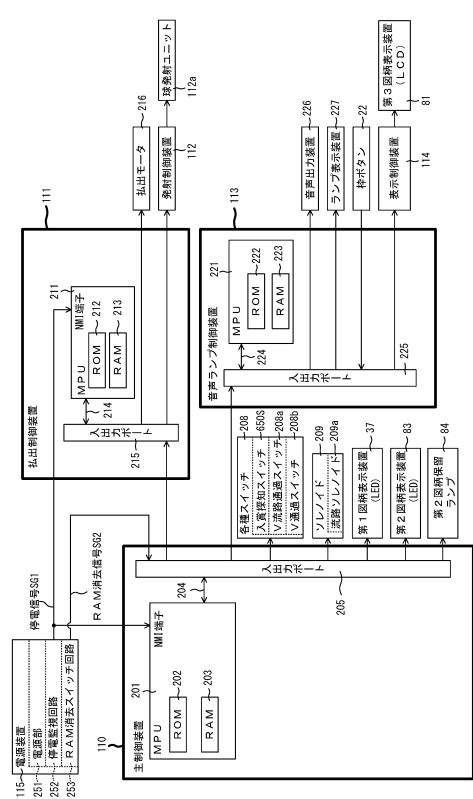 115
電源装置
251
電源部
252
停電監視回路
253
RAM消去スイッチ回路
停電信号SG1
RAM消去信号SG2
110
主制御装置
201
MPU
NMI端子
ROM
202
RAM
203
204
入出力ポート
205
111
払出制御装置
211
MPU
NMI端子
ROM
212
RAM
213
214
入出力ポート
215
216
払出モータ
発射制御装置
112
球発射ユニット
112a
各種スイッチ
208
入賞探知スイッチ
650S
V流路通過スイッチ
208a
V通過スイッチ
208b
ソレノイド
209
流路ソレノイド
209a
第1図柄表示装置
(LED)
37
第2図柄表示装置
(LED)
83
第2図柄保留
ランプ
84
113
音声ランプ制御装置
221
MPU
ROM
222
RAM
223
224
入出力ポート
225
音声出力装置
226
ランプ表示装置
227
枠ボタン
22
表示制御装置
114
第3図柄表示装置
(LCD)
81